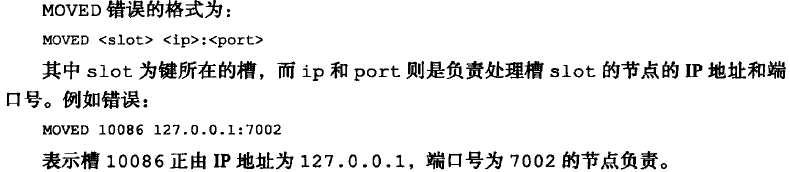 MOVED 错误的格式为：
MOVED <slot> <ip>:<port>
其中 slot 为键所在的槽，而 ip 和 port 则是负责处理槽 slot 的节点的 IP 地址和端
口号。例如错误：
MOVED 10086 127.0.0.1:7002
表示槽 10086 正由 IP 地址为 127.0.0.1，端口号为 7002 的节点负责。